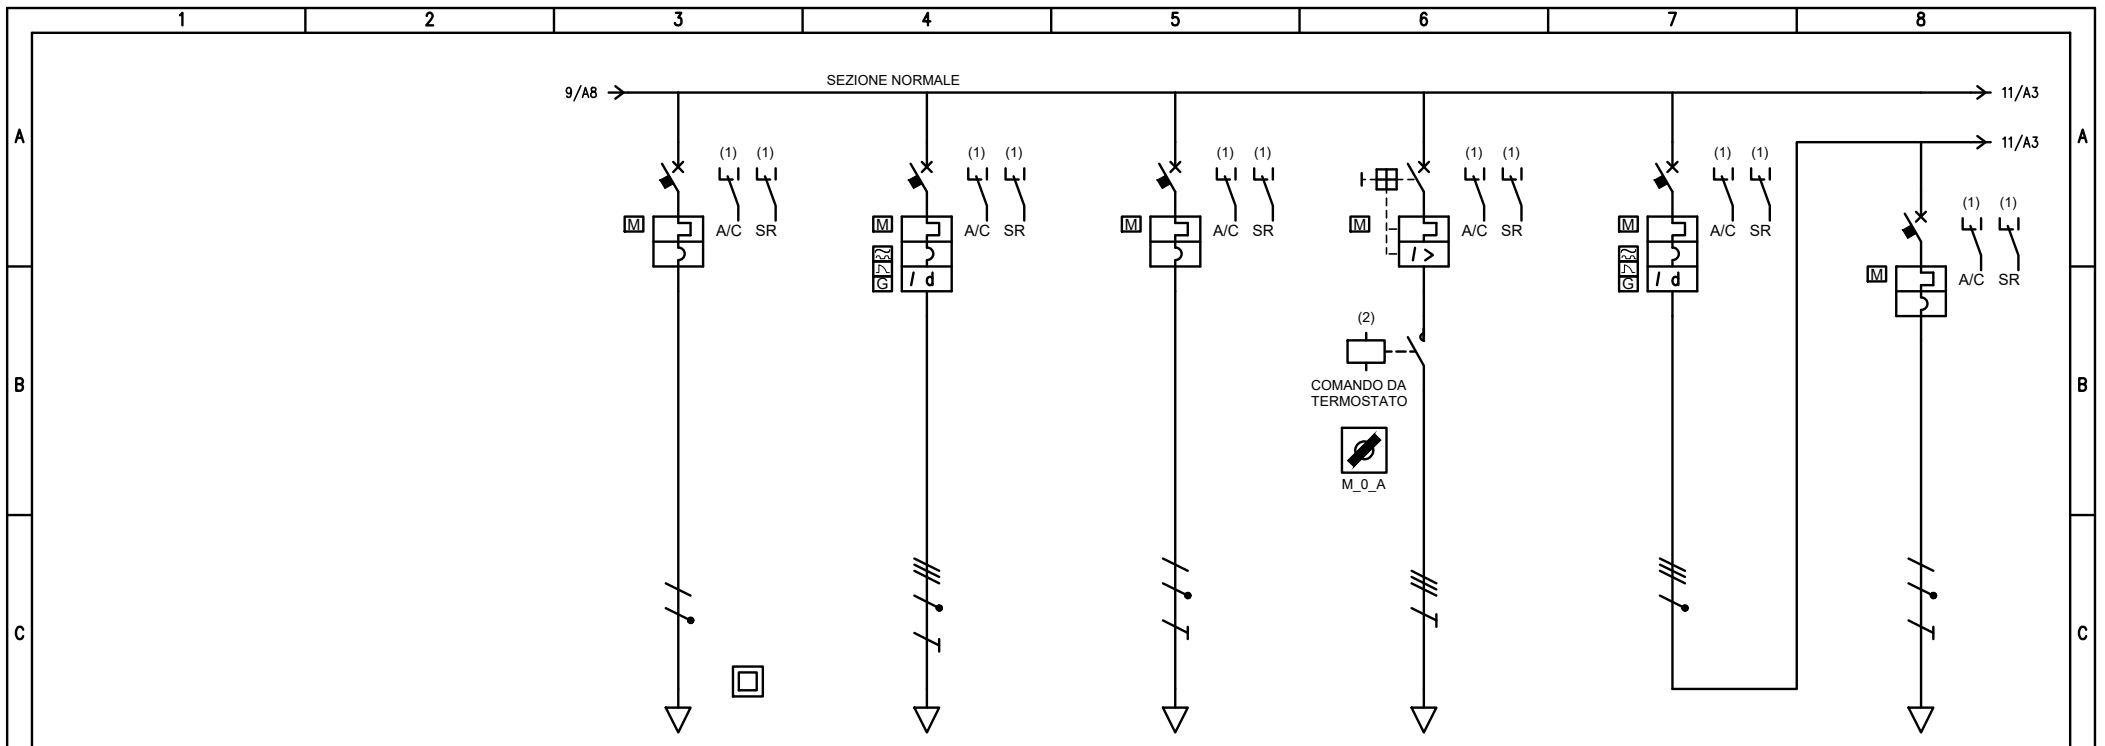 1 2 3 4 5 6 7 8
SEZIONE NORMALE
9/A8 11/A3
A A
11/A3
(1) (1) (1) (1) (1) (1) (1) (1) (1) (1)
(1) (1)
M A/C SR M A/C SR M A/C SR M A/C SR M A/C SR
I > 
M A/C SR
G I d G I d
(2)
B B
COMANDO DA
TERMOSTATO
M_0_A
C C